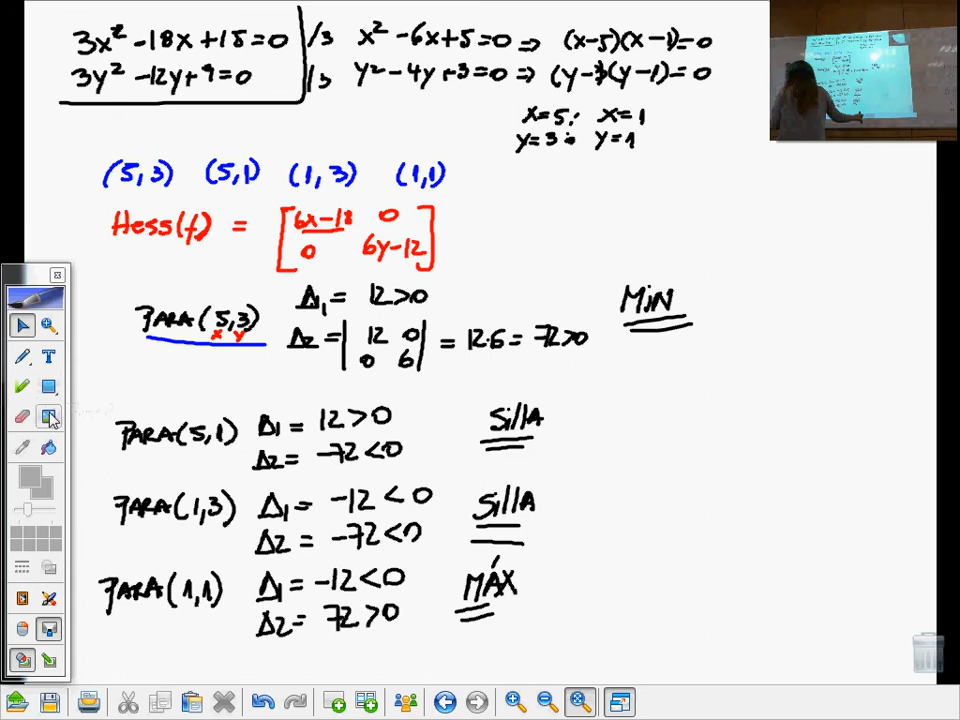 3x² -18x+15=0 /3 x² -6x+5=0 ⇒ (x-5)(x-1)=0
3y² -12y+9=0 /3 y² -4y+3=0 ⇒ (y-3)(y-1)=0
x=5; x=1
y=3; y=1
(5,3) (5,1) (1,3) (1,1)
Hess(f) = [6x-18 0
0 6y-12]
PARA(5,3) Δ1 = 12>0 MiN
x y
Δ2 = |12 0
0 6| = 12·6 = 72>0
PARA(5,1) Δ1 = 12>0 SillA
Δ2 = -72<0
PARA(1,3) Δ1 = -12<0 SillA
Δ2 = -72<0
PARA(1,1) Δ1 = -12<0 MÁX
Δ2 = 72>0